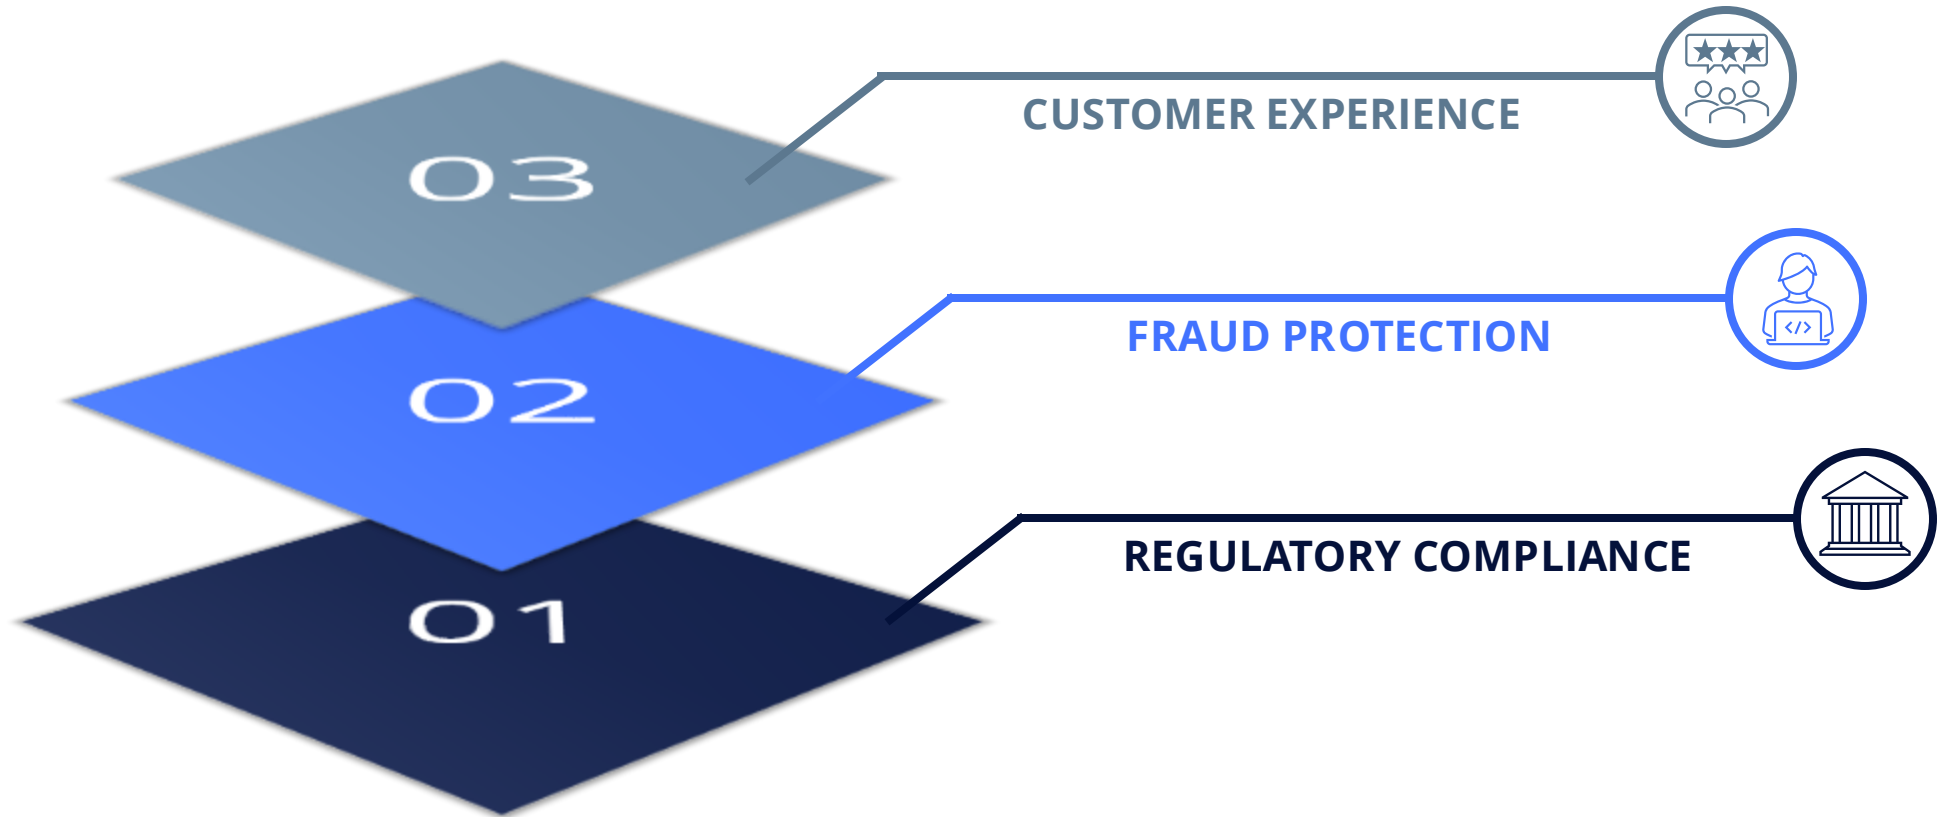 03
CUSTOMER EXPERIENCE
02
FRAUD PROTECTION
</>
01
REGULATORY COMPLIANCE